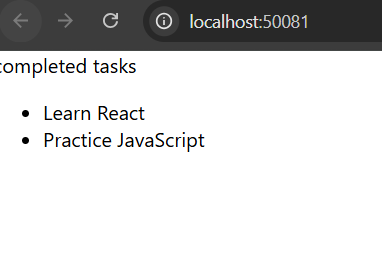 localhost:50081
completed tasks
Learn React
Practice JavaScript